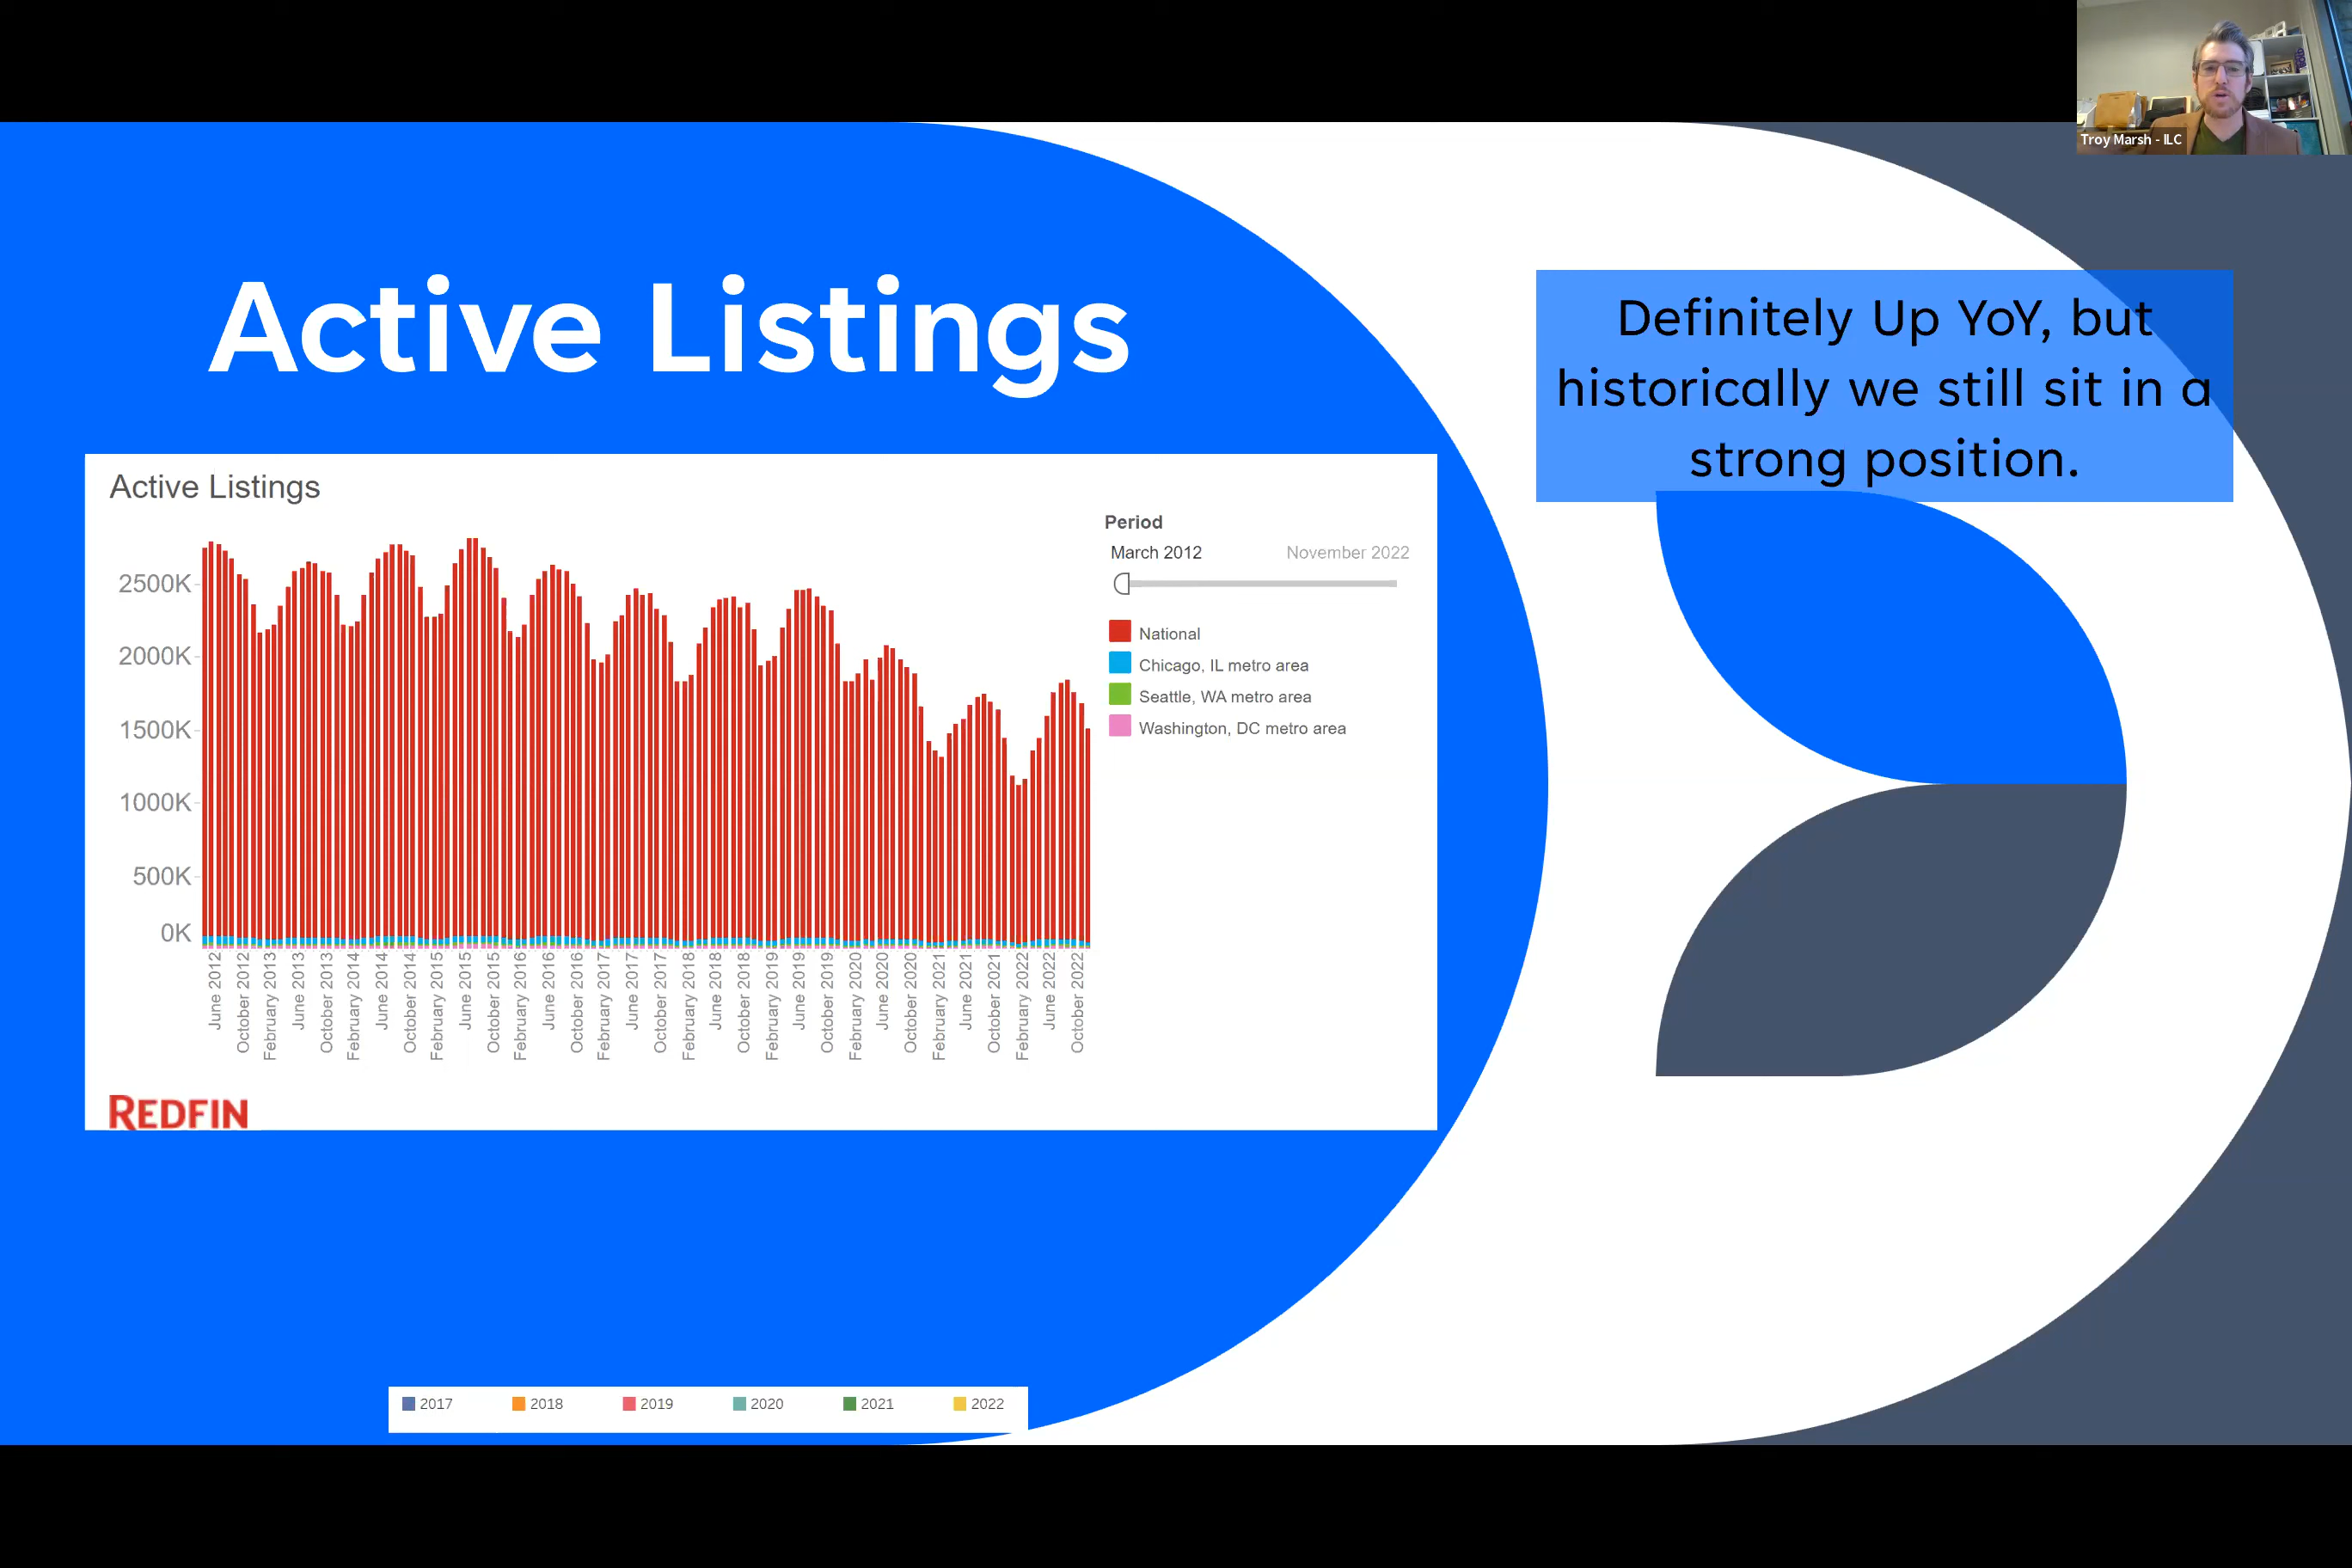 Troy Marsh - ILC
Active Listings
Definitely Up YoY, but
historically we still sit in a
strong position.
Active Listings
2500K
2000K
1500K
1000K
500K
0K
June 2012
October 2012
February 2013
June 2013
October 2013
February 2014
June 2014
October 2014
February 2015
June 2015
October 2015
February 2016
June 2016
October 2016
February 2017
June 2017
October 2017
February 2018
June 2018
October 2018
February 2019
June 2019
October 2019
February 2020
June 2020
October 2020
February 2021
June 2021
October 2021
February 2022
June 2022
October 2022
Period
March 2012 November 2022
National
Chicago, IL metro area
Seattle, WA metro area
Washington, DC metro area
REDFIN
2017 2018 2019 2020 2021 2022